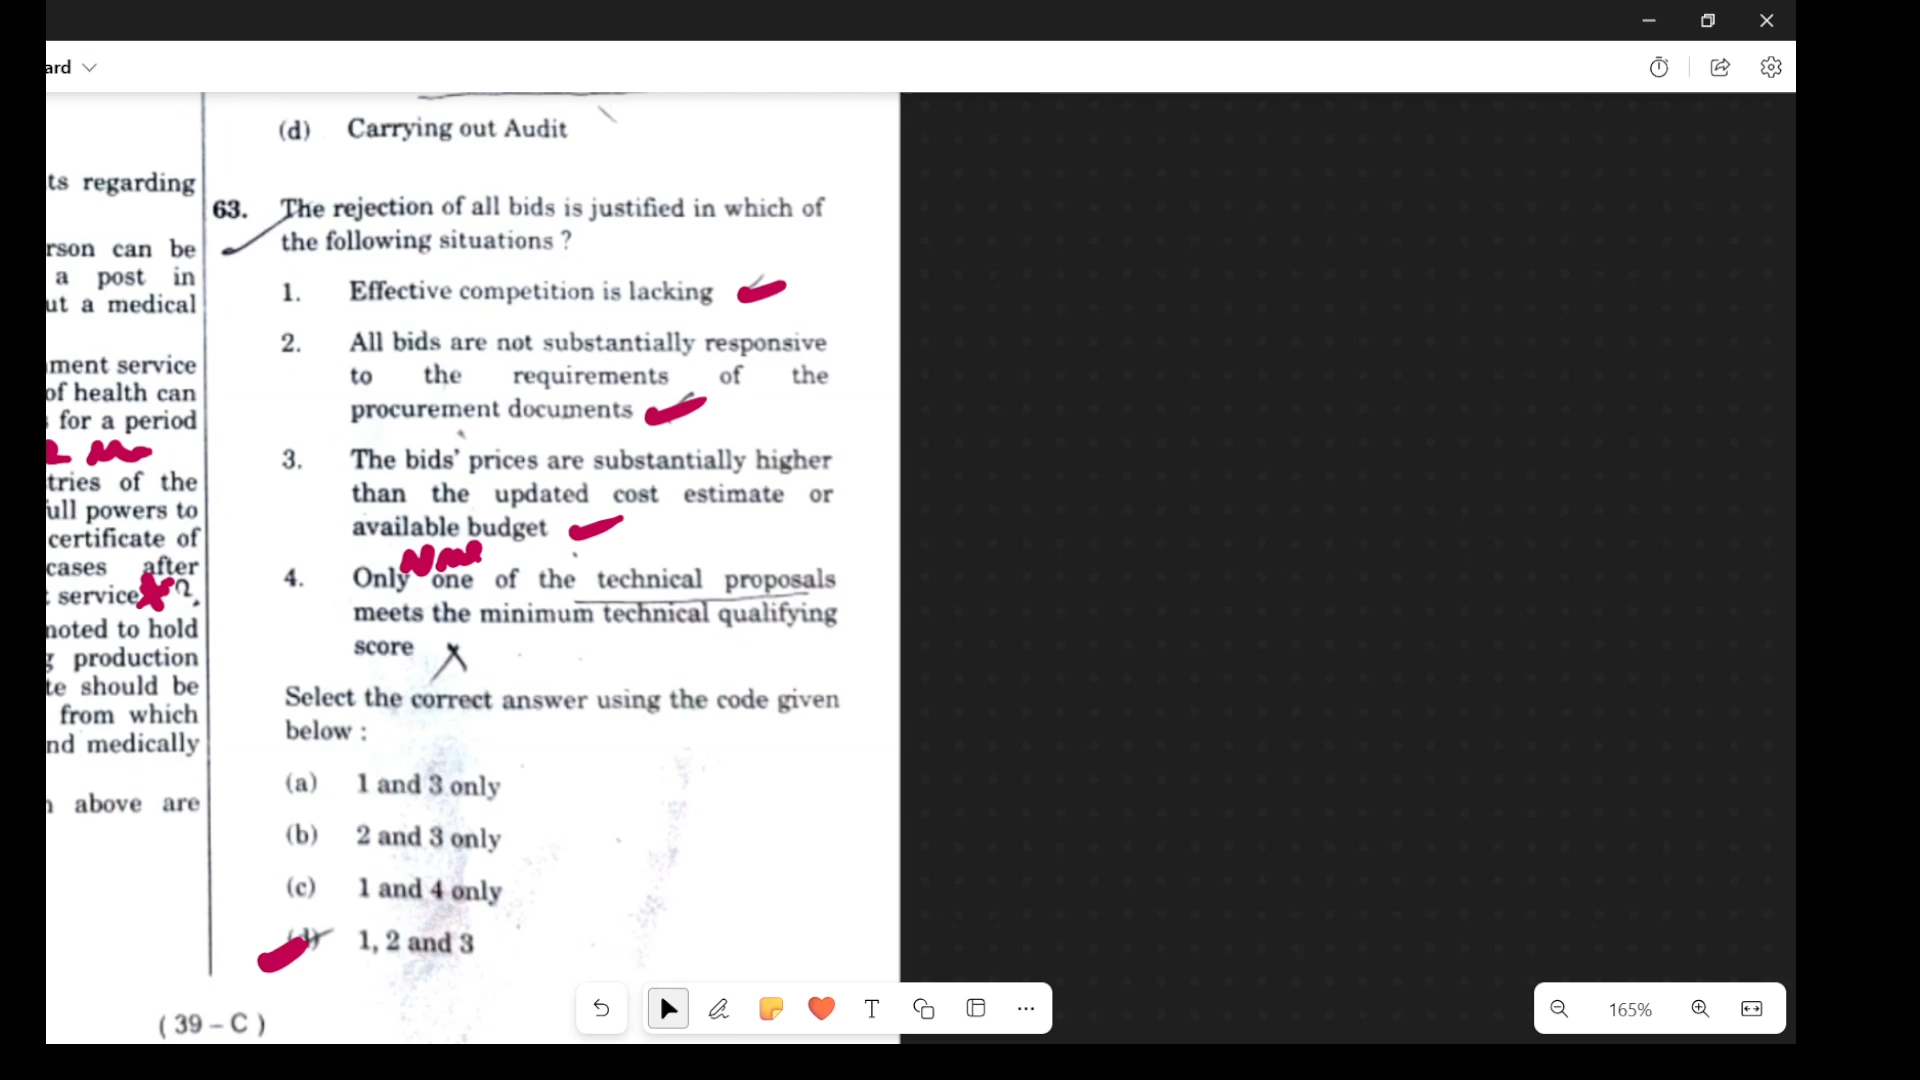 ard
(d) Carrying out Audit
ts regarding
rson can be
a post in
ut a medical
ment service
of health can
for a period
tries of the
ull powers to
certificate of
cases after
service
noted to hold
production
te should be
from which
nd medically
above are
63. The rejection of all bids is justified in which of
the following situations ?
1. Effective competition is lacking
2. All bids are not substantially responsive
to the requirements of the
procurement documents
3. The bids' prices are substantially higher
than the updated cost estimate or
available budget
None
4. Only one of the technical proposals
meets the minimum technical qualifying
score
Select the correct answer using the code given
below :
(a) 1 and 3 only
(b) 2 and 3 only
(c) 1 and 4 only
(d) 1, 2 and 3
( 39 – C )
T
165%